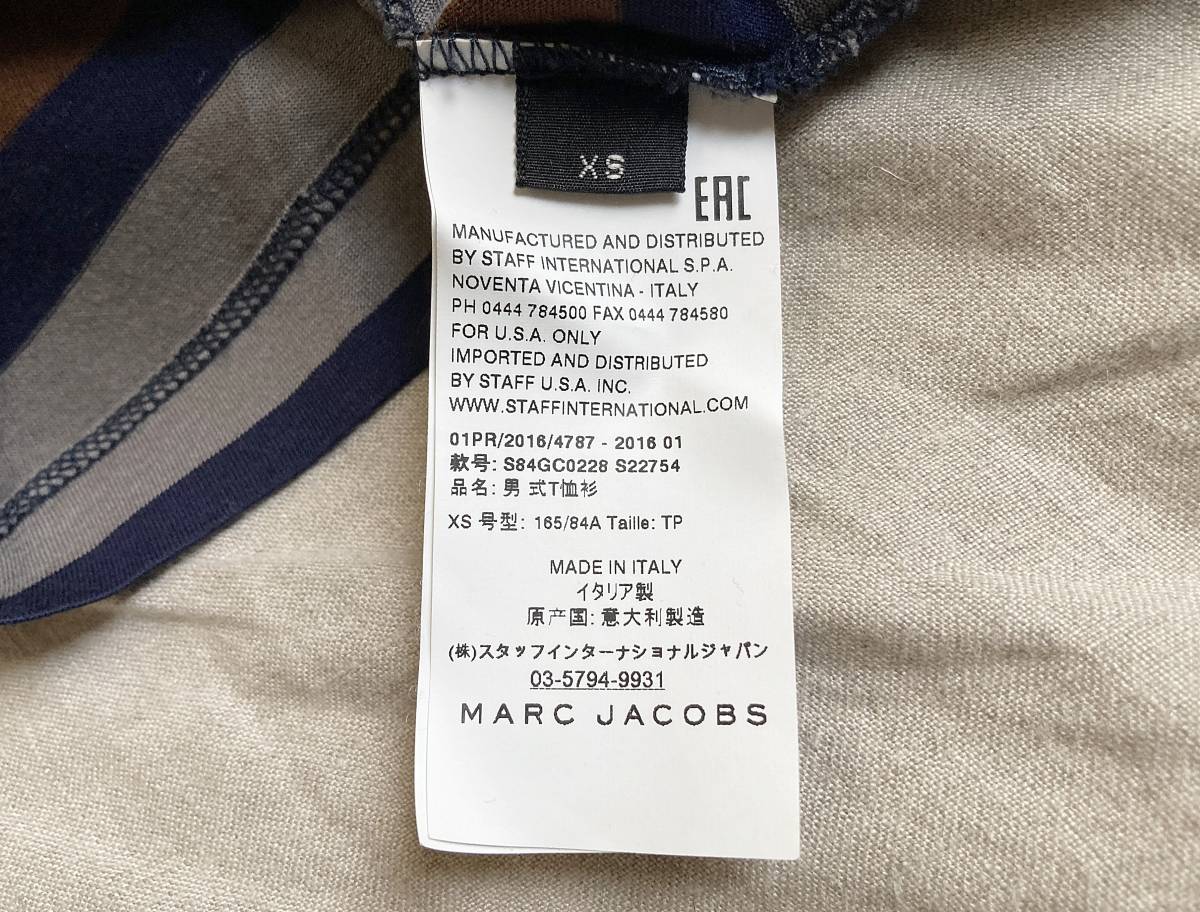 XS
EAC
MANUFACTURED AND DISTRIBUTED
BY STAFF INTERNATIONAL S.P.A.
NOVENTA VICENTINA - ITALY
PH 0444 784500 FAX 0444 784580
FOR U.S.A. ONLY
IMPORTED AND DISTRIBUTED
BY STAFF U.S.A. INC.
WWW.STAFFINTERNATIONAL.COM
01PR/2016/4787 - 2016 01
款号: S84GC0228 S22754
品名: 男 式T恤衫
XS 号型: 165/84A Taille: TP
MADE IN ITALY
イタリア製
原产国: 意大利製造
(株)スタッフインターナショナルジャパン
03-5794-9931
MARC JACOBS